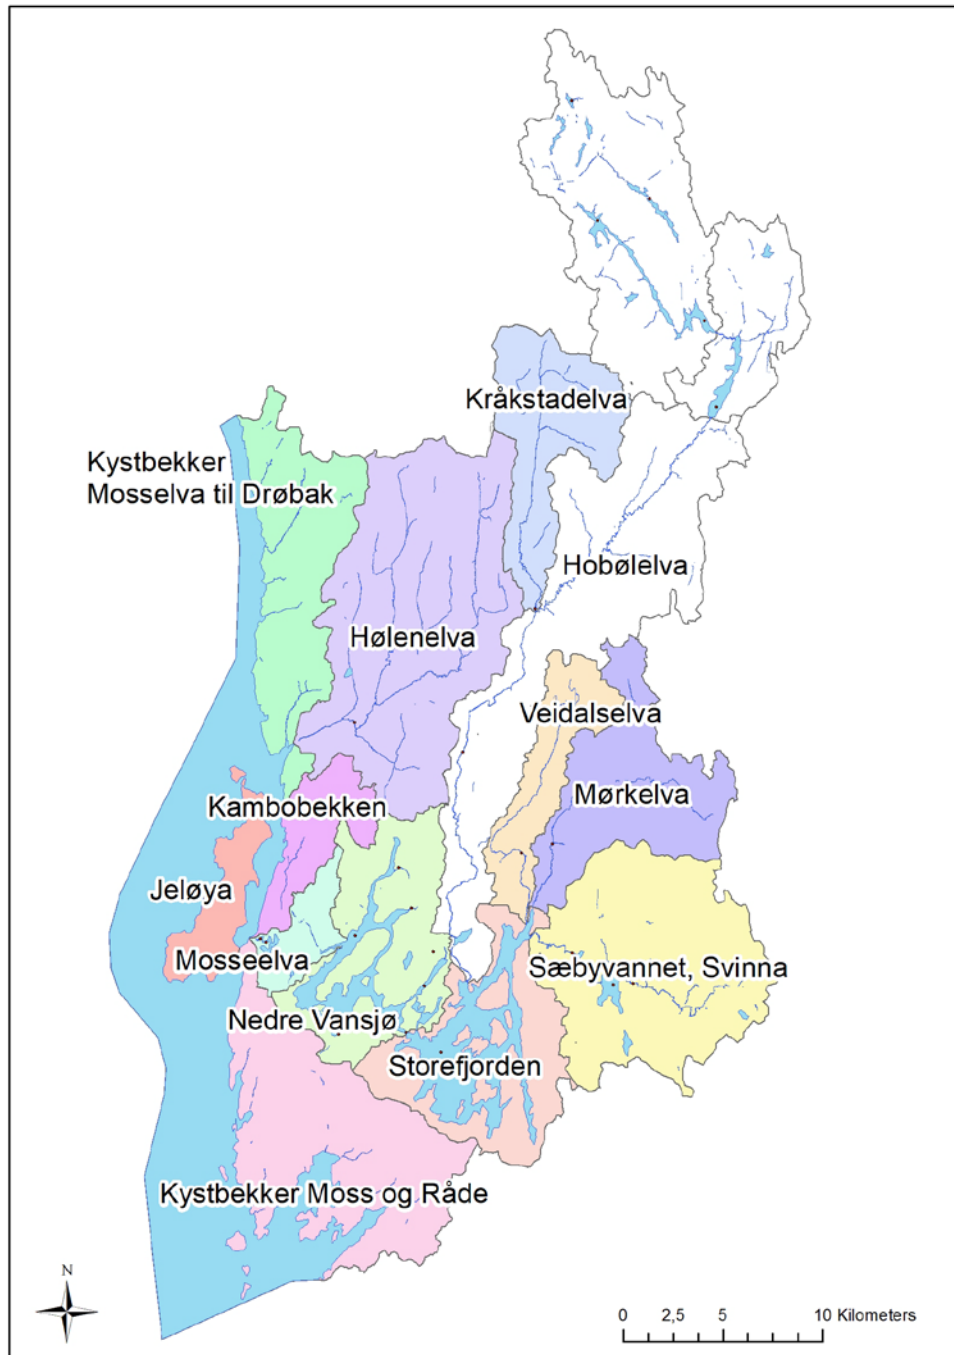 Kråkstadelva
Kystbekker
Mosselva til Drøbak
Hobølelva
Hølenelva
Veidalselva
Mørkelva
Kambobekken
Jeløya
Mosseelva
Sæbyvannet, Svinna
Nedre Vansjø
Storefjorden
Kystbekker Moss og Råde
N
0 2,5 5 10 Kilometers